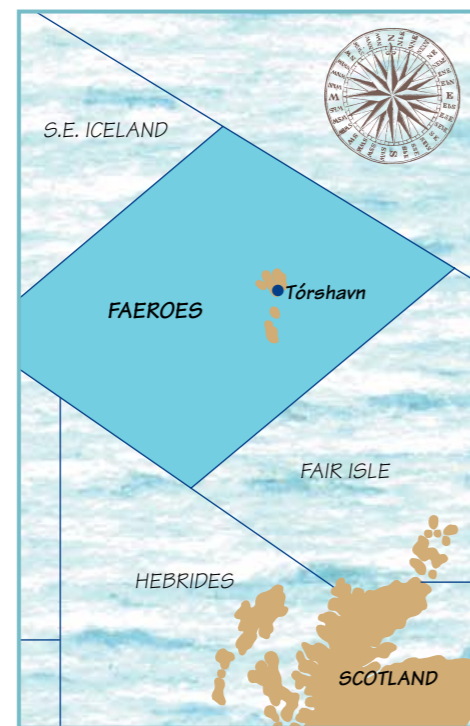 S.E. ICELAND
N
E
S
W
Tórshavn
FAEROES
FAIR ISLE
HEBRIDES
SCOTLAND